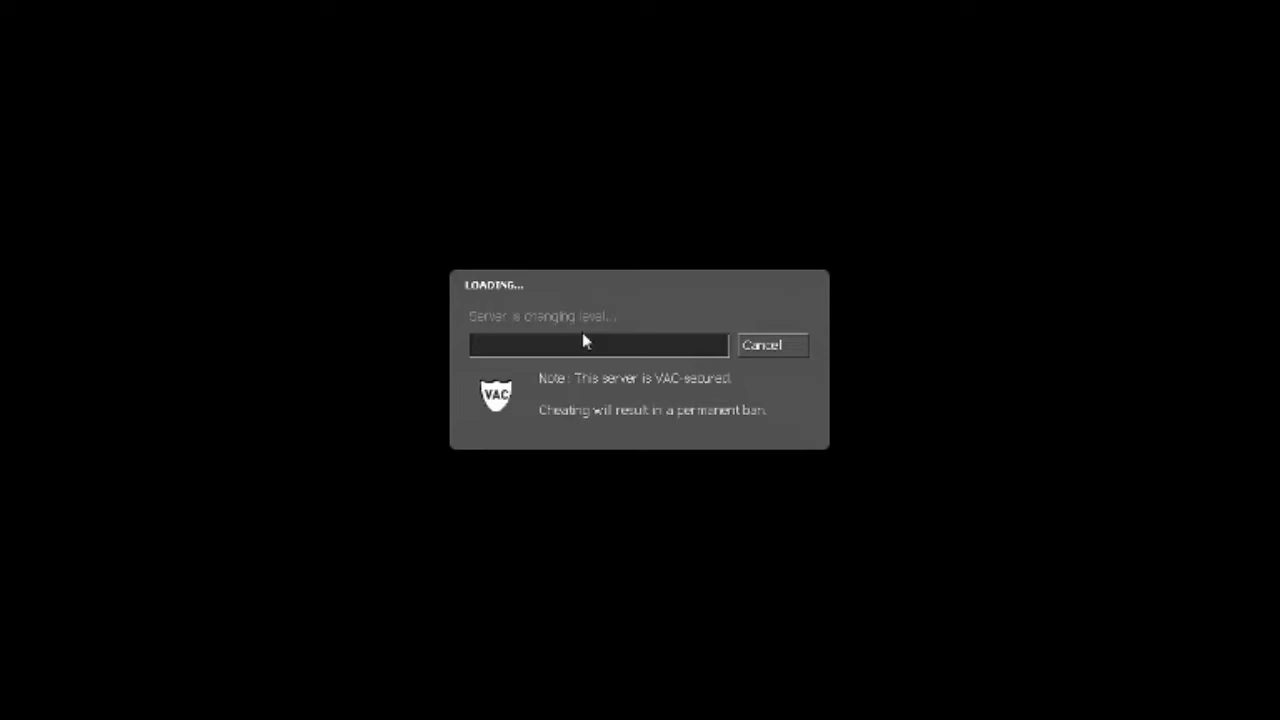 LOADING...
Server is changing level...
Cancel
Note: This server is VAC-secured.
VAC
Cheating will result in a permanent ban.